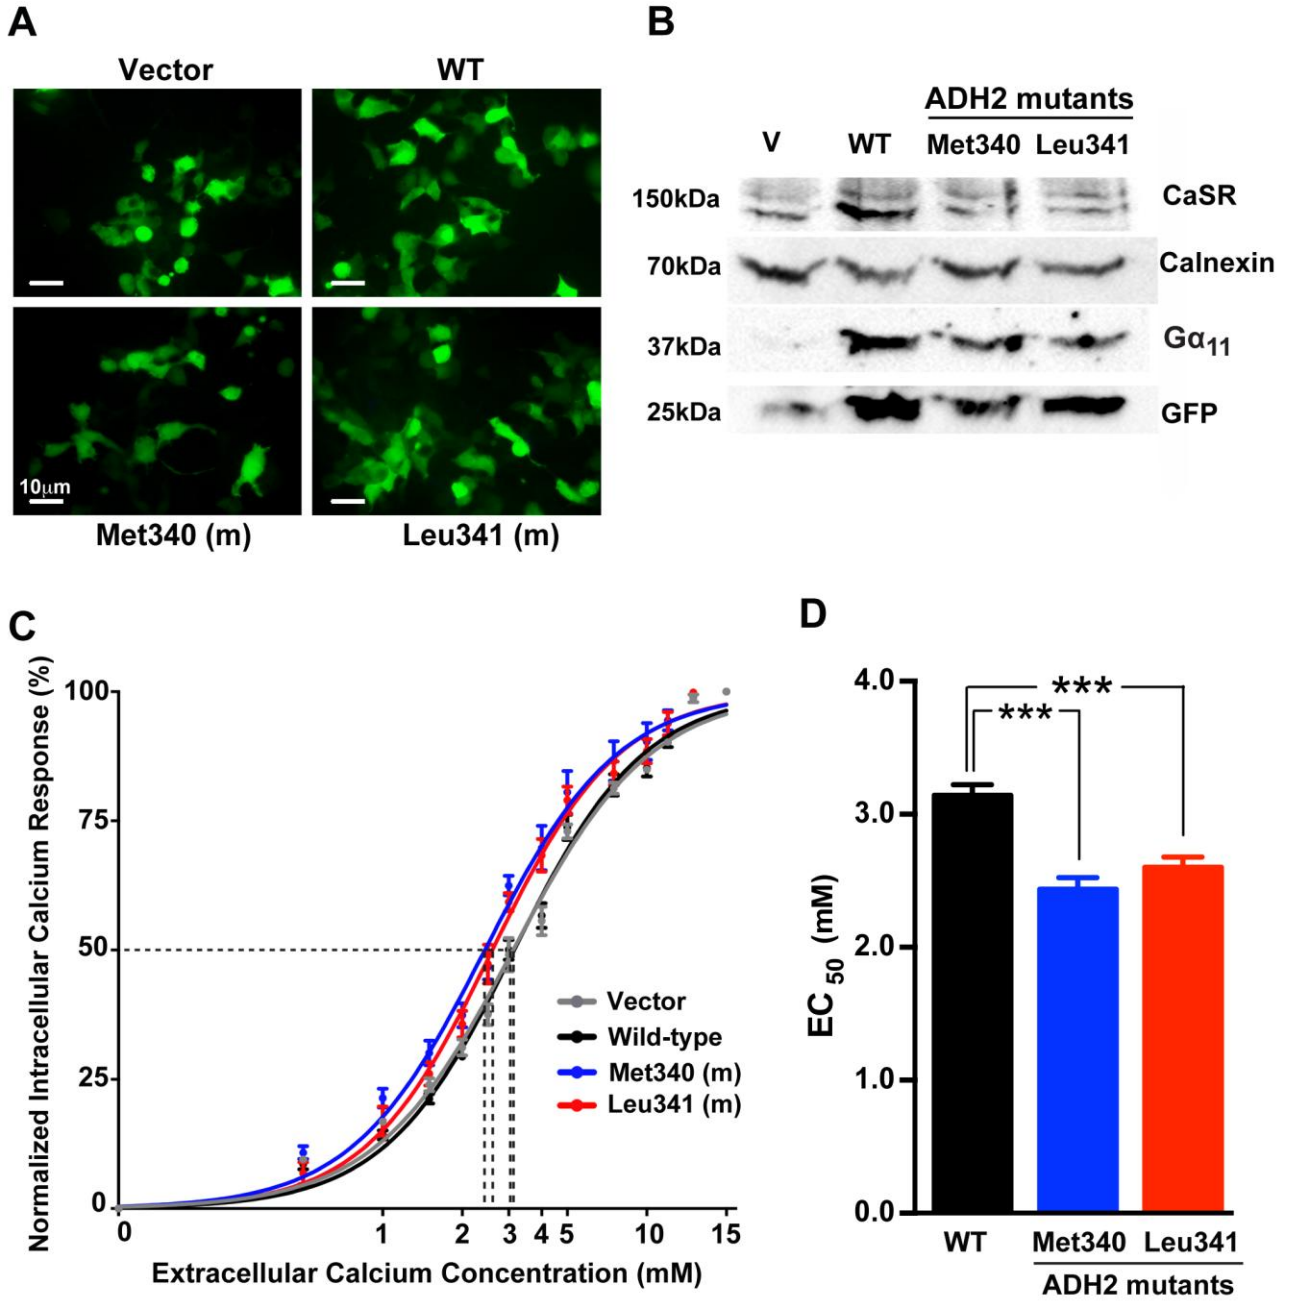 A
Vector
WT
10µm
Met340 (m)
Leu341 (m)
B
ADH2 mutants
V
WT
Met340
Leu341
150kDa
CaSR
70kDa
Calnexin
37kDa
Gα11
25kDa
GFP
C
Normalized Intracellular Calcium Response (%)
100
75
50
25
0
0
1
2
3
4
5
10
15
Extracellular Calcium Concentration (mM)
Vector
Wild-type
Met340 (m)
Leu341 (m)
D
EC50 (mM)
4.0
3.0
2.0
1.0
0.0
***
***
WT
Met340
Leu341
ADH2 mutants